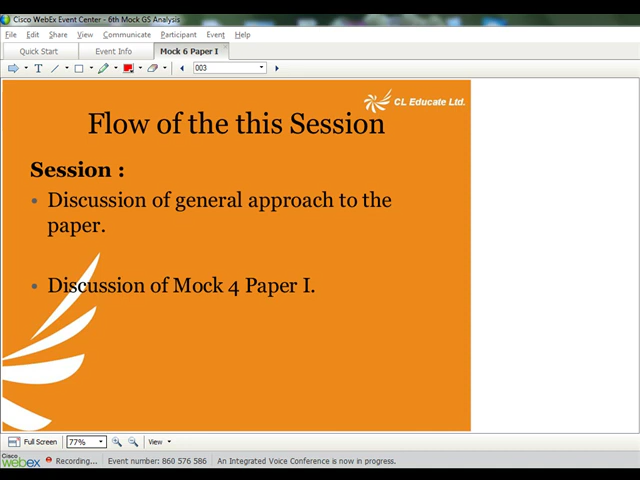 Cisco WebEx Event Center - 6th Mock GS Analysis
File Edit Share View Communicate Participant Event Help
Quick Start Event Info Mock 6 Paper I
T 003
CL Educate Ltd.
Flow of the this Session
Session :
• Discussion of general approach to the
paper.
• Discussion of Mock 4 Paper I.
Full Screen 77% View
Cisco
webex Recording... Event number: 860 576 586 An Integrated Voice Conference is now in progress.